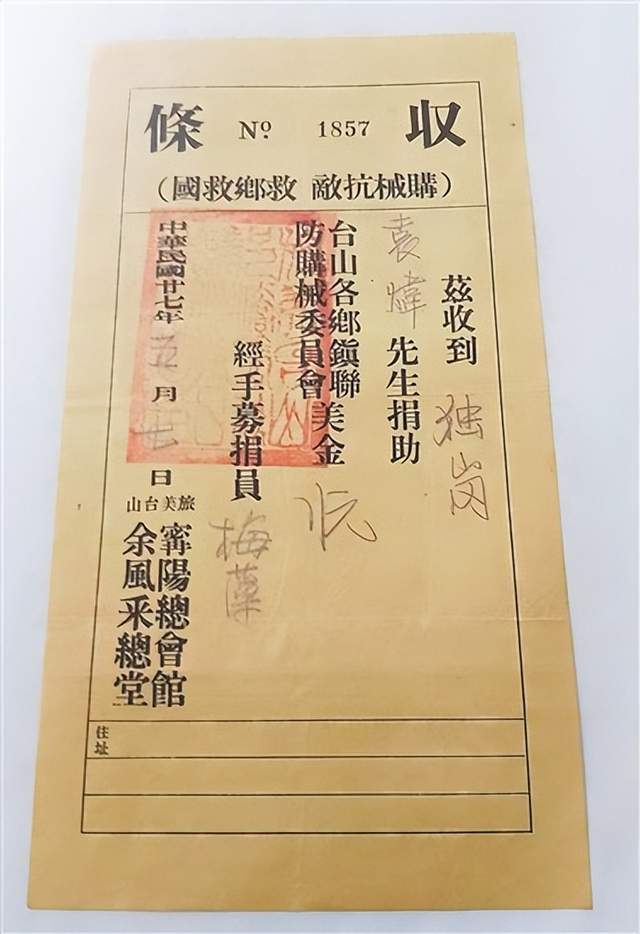 收 Nº 1857 條
（購械抗敵 救鄉救國）
茲收到 独岗
袁煒 先生捐助
台山各鄉鎮聯
防購械委員會 美金
經手募捐員 梅
中華民國廿七年 五 月 廿 日
旅美台山
甯陽總會館
余風采總堂
住址